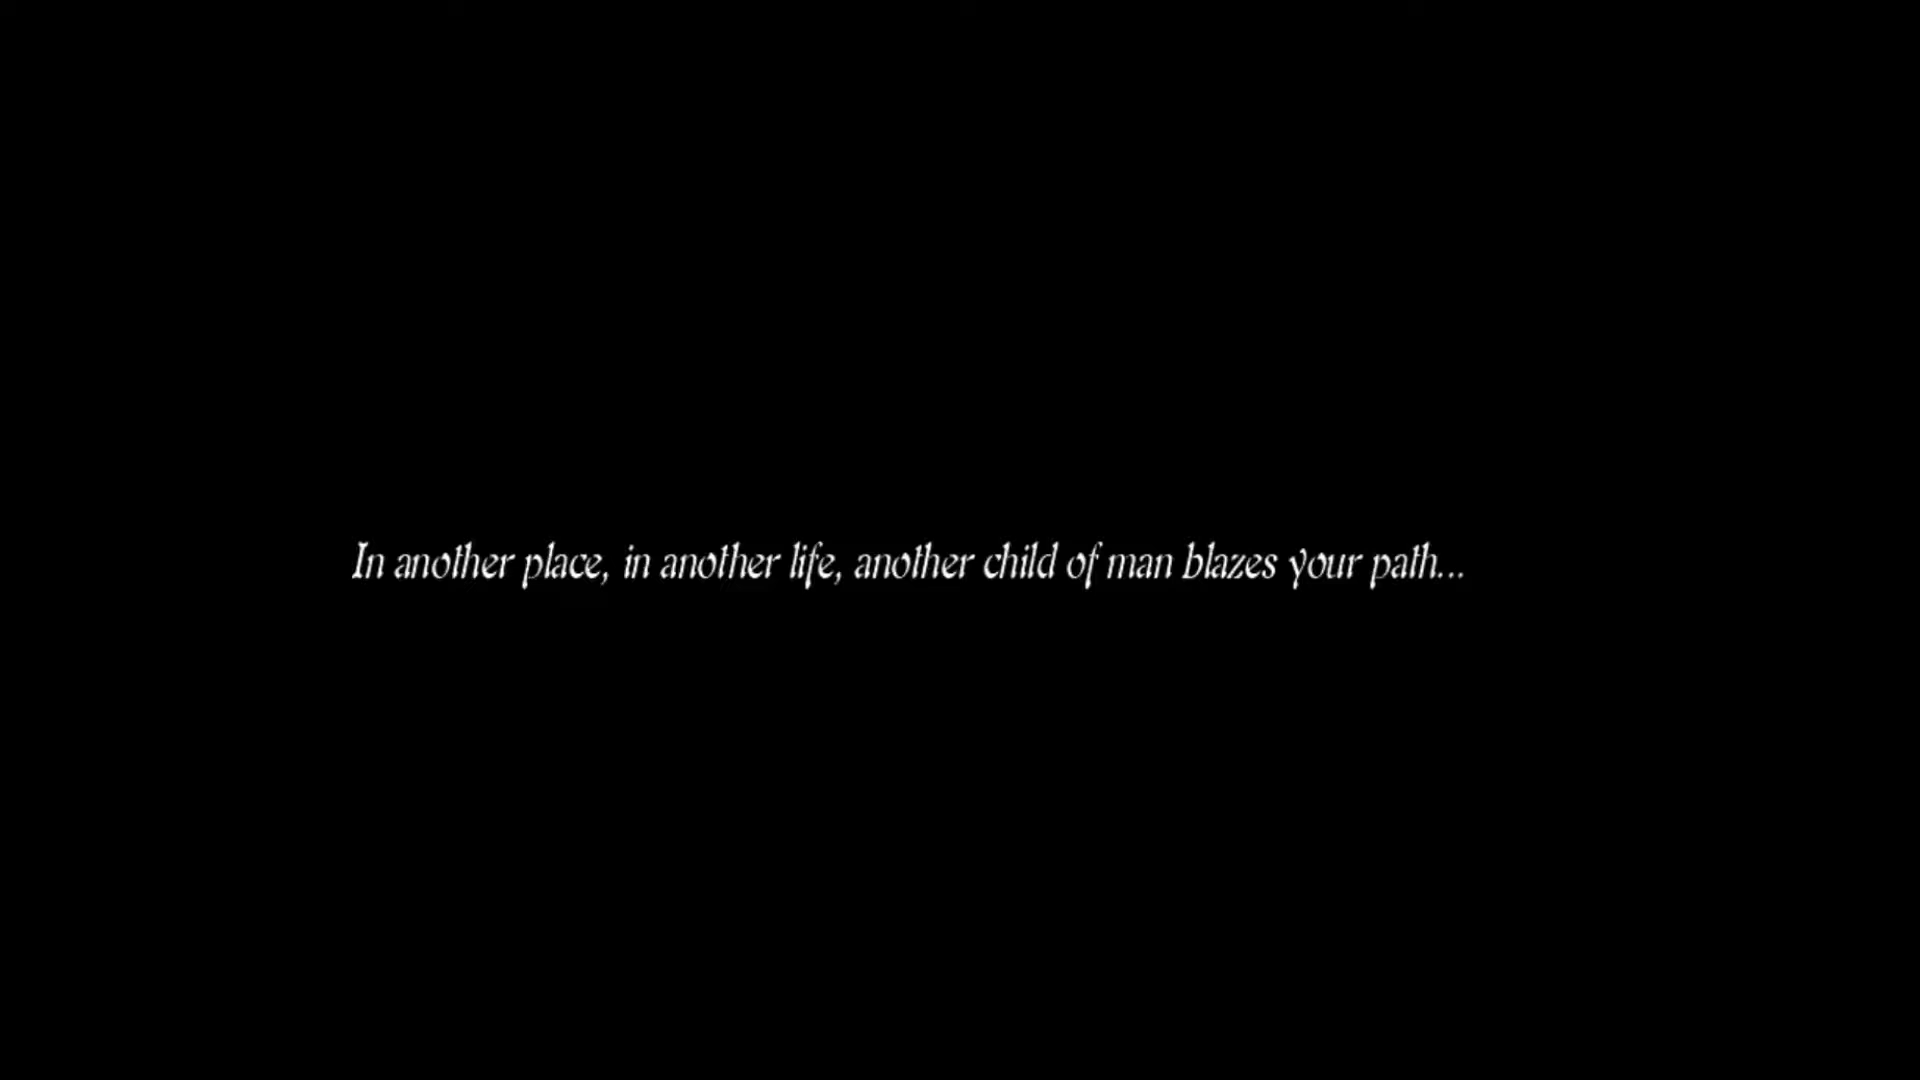 In another place, in another life, another child of man blazes your path...